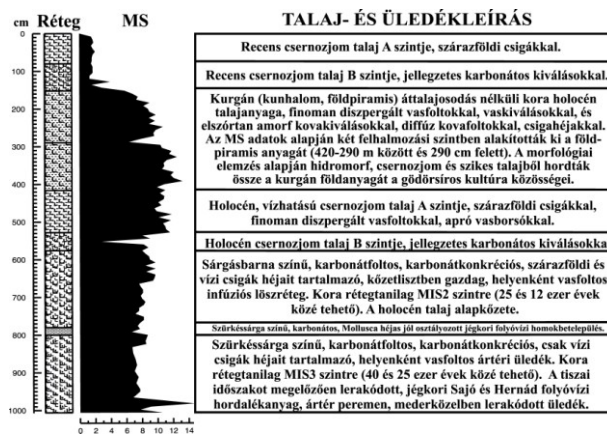 cm Réteg MS TALAJ- ÉS ÜLEDÉKLEÍRÁS
0
100
200
300
400
500
600
700
800
900
1000
0 2 4 6 8 10 12 14
Recens csernozjom talaj A szintje, szárazföldi csigákkal.
Recens csernozjom talaj B szintje, jellegzetes karbonátos kiválásokkal.
Kurgán (kunhalom, földpiramis) áttalajosodás nélküli kora holocén
talajanyaga, finoman diszpergált vasfoltokkal, vaskiválásokkal, és
elszórtan amorf kovakiválásokkal, diffúz kovafoltokkal, csigahéjakkal.
Az MS adatok alapján két felhalmozási szintben alakították ki a föld-
piramis anyagát (420-290 m között és 290 cm felett). A morfológiai
elemzés alapján hidromorf, csernozjom és szikes talajból hordták
össze a kurgán földanyagát a gödörsíros kultúra közösségei.
Holocén, vízhatású csernozjom talaj A szintje, szárazföldi csigákkal,
finoman diszpergált vasfoltokkal, apró vasborsókkal.
Holocén csernozjom talaj B szintje, jellegzetes karbonátos kiválásokka
Sárgásbarna színű, karbonátfoltos, karbonátkonkréciós, szárazföldi és
vízi csigák héjait tartalmazó, kőzetlisztben gazdag, helyenként vasfoltos
infúziós löszréteg. Kora rétegtanilag MIS2 szintre (25 és 12 ezer évek
közé tehető). A holocén talaj alapkőzete.
Szürkéssárga színű, karbonátos, Mollusca héjas jól osztályozott jégkori folyóvízi homokbetelepülés.
Szürkéssárga színű, karbonátfoltos, karbonátkonkréciós, csak vízi
csigák héjait tartalmazó, helyenként vasfoltos ártéri üledék. Kora
rétegtanilag MIS3 szintre (40 és 25 ezer évek közé tehető). A tiszai
időszakot megelőzően lerakódott, jégkori Sajó és Hernád folyóvízi
hordalékanyag, ártér peremen, mederközelben lerakódott üledék.